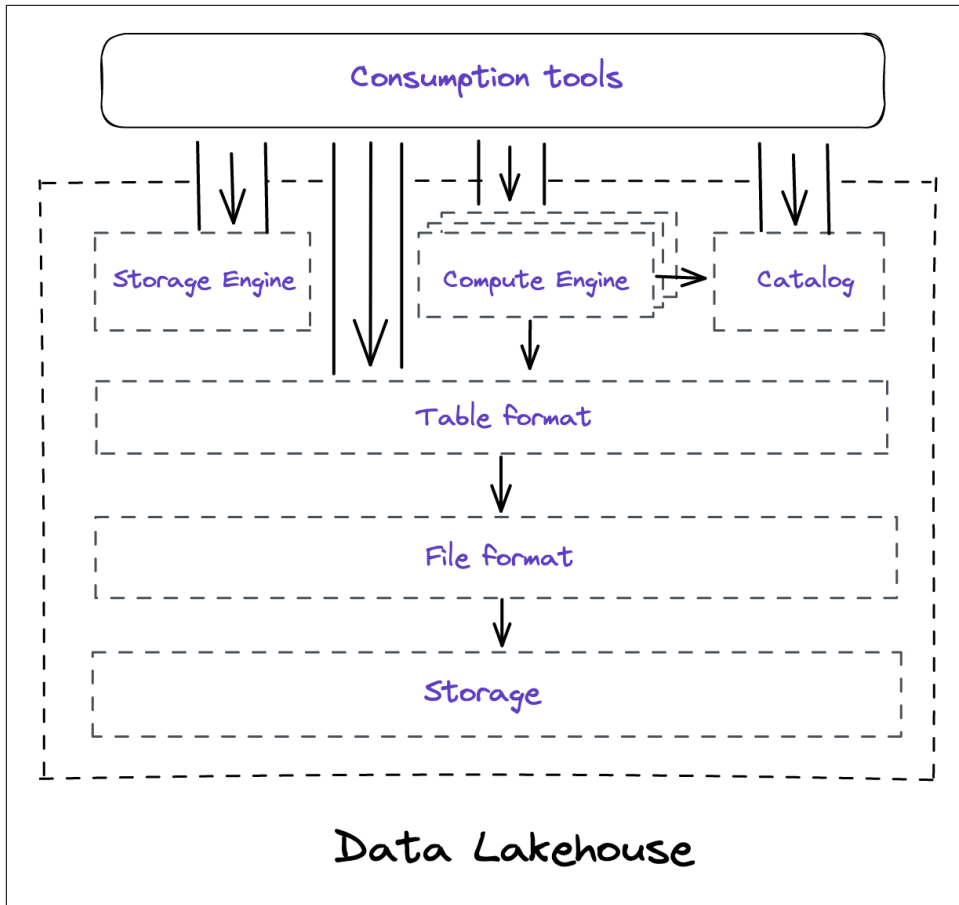 Consumption tools
Storage Engine
Compute Engine
Catalog
Table format
File format
Storage
Data Lakehouse